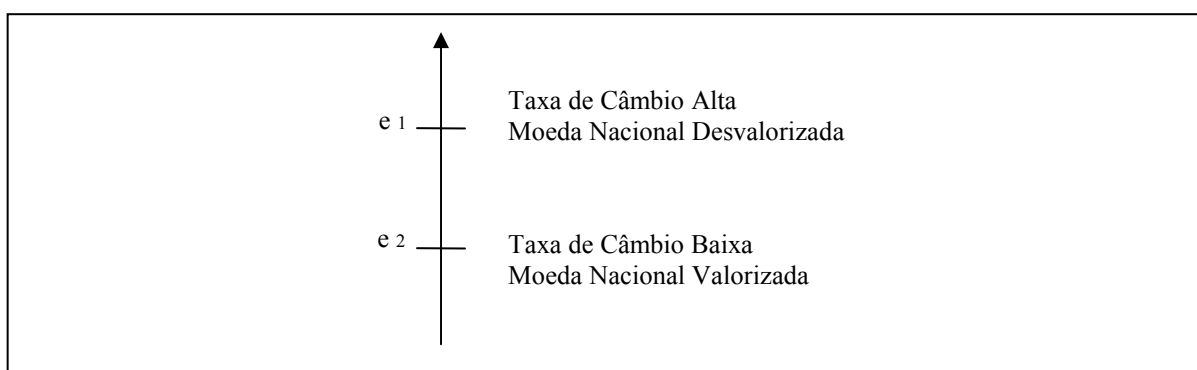 Taxa de Câmbio Alta
e 1
Moeda Nacional Desvalorizada
e 2
Taxa de Câmbio Baixa
Moeda Nacional Valorizada